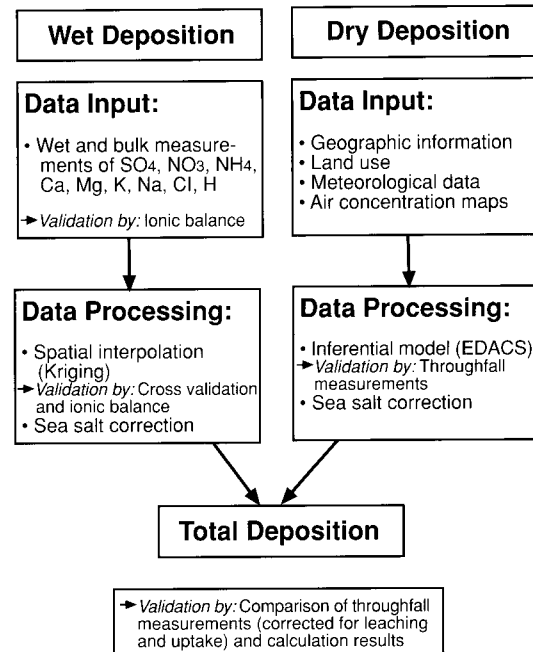 Wet Deposition
Data Input:
• Wet and bulk measure-
ments of SO4, NO3, NH4,
Ca, Mg, K, Na, Cl, H
➔ Validation by: Ionic balance
Data Processing:
• Spatial interpolation
(Kriging)
➔ Validation by: Cross validation
and ionic balance
• Sea salt correction
Dry Deposition
Data Input:
• Geographic information
• Land use
• Meteorological data
• Air concentration maps
Data Processing:
• Inferential model (EDACS)
➔ Validation by: Throughfall
measurements
• Sea salt correction
Total Deposition
➔ Validation by: Comparison of throughfall
measurements (corrected for leaching
and uptake) and calculation results